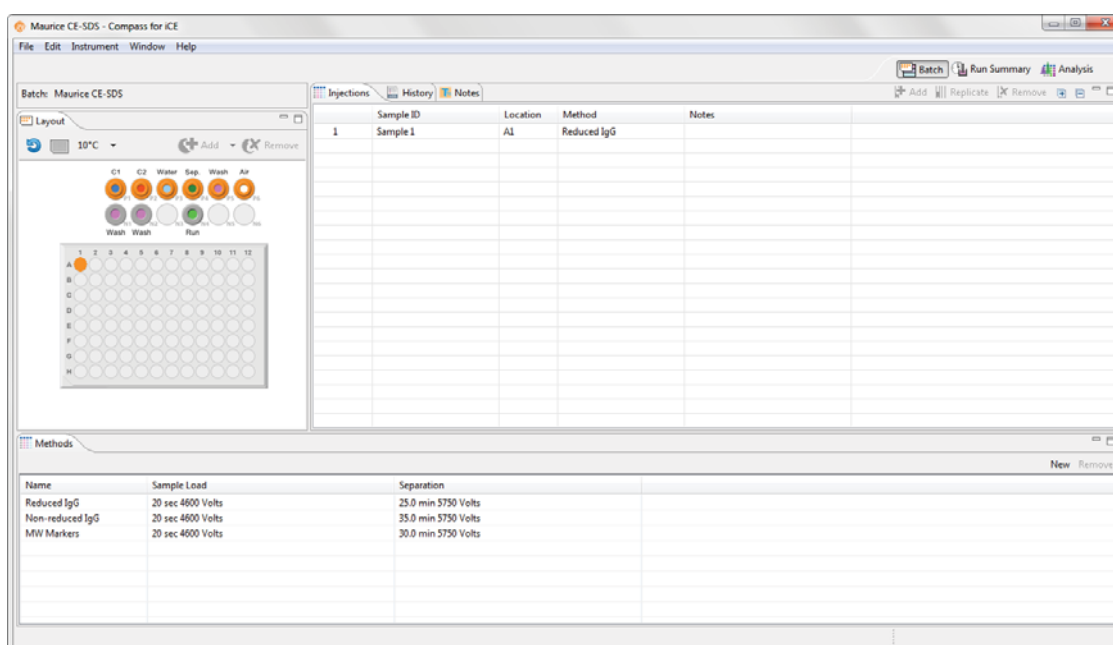 Maurice CE-SDS - Compass for iCE
File Edit Instrument Window Help
Batch Run Summary Analysis
Batch: Maurice CE-SDS
Injections History Notes
Add Replicate Remove
Layout
10°C Add Remove
C1 C2 Water Sep. Wash Air
Wash Wash Run
1 2 3 4 5 6 7 8 9 10 11 12
A
B
C
D
E
F
G
H
Sample ID Location Method Notes
1 Sample 1 A1 Reduced IgG
Methods
New Remove
Name Sample Load Separation
Reduced IgG 20 sec 4600 Volts 25.0 min 5750 Volts
Non-reduced IgG 20 sec 4600 Volts 35.0 min 5750 Volts
MW Markers 20 sec 4600 Volts 30.0 min 5750 Volts